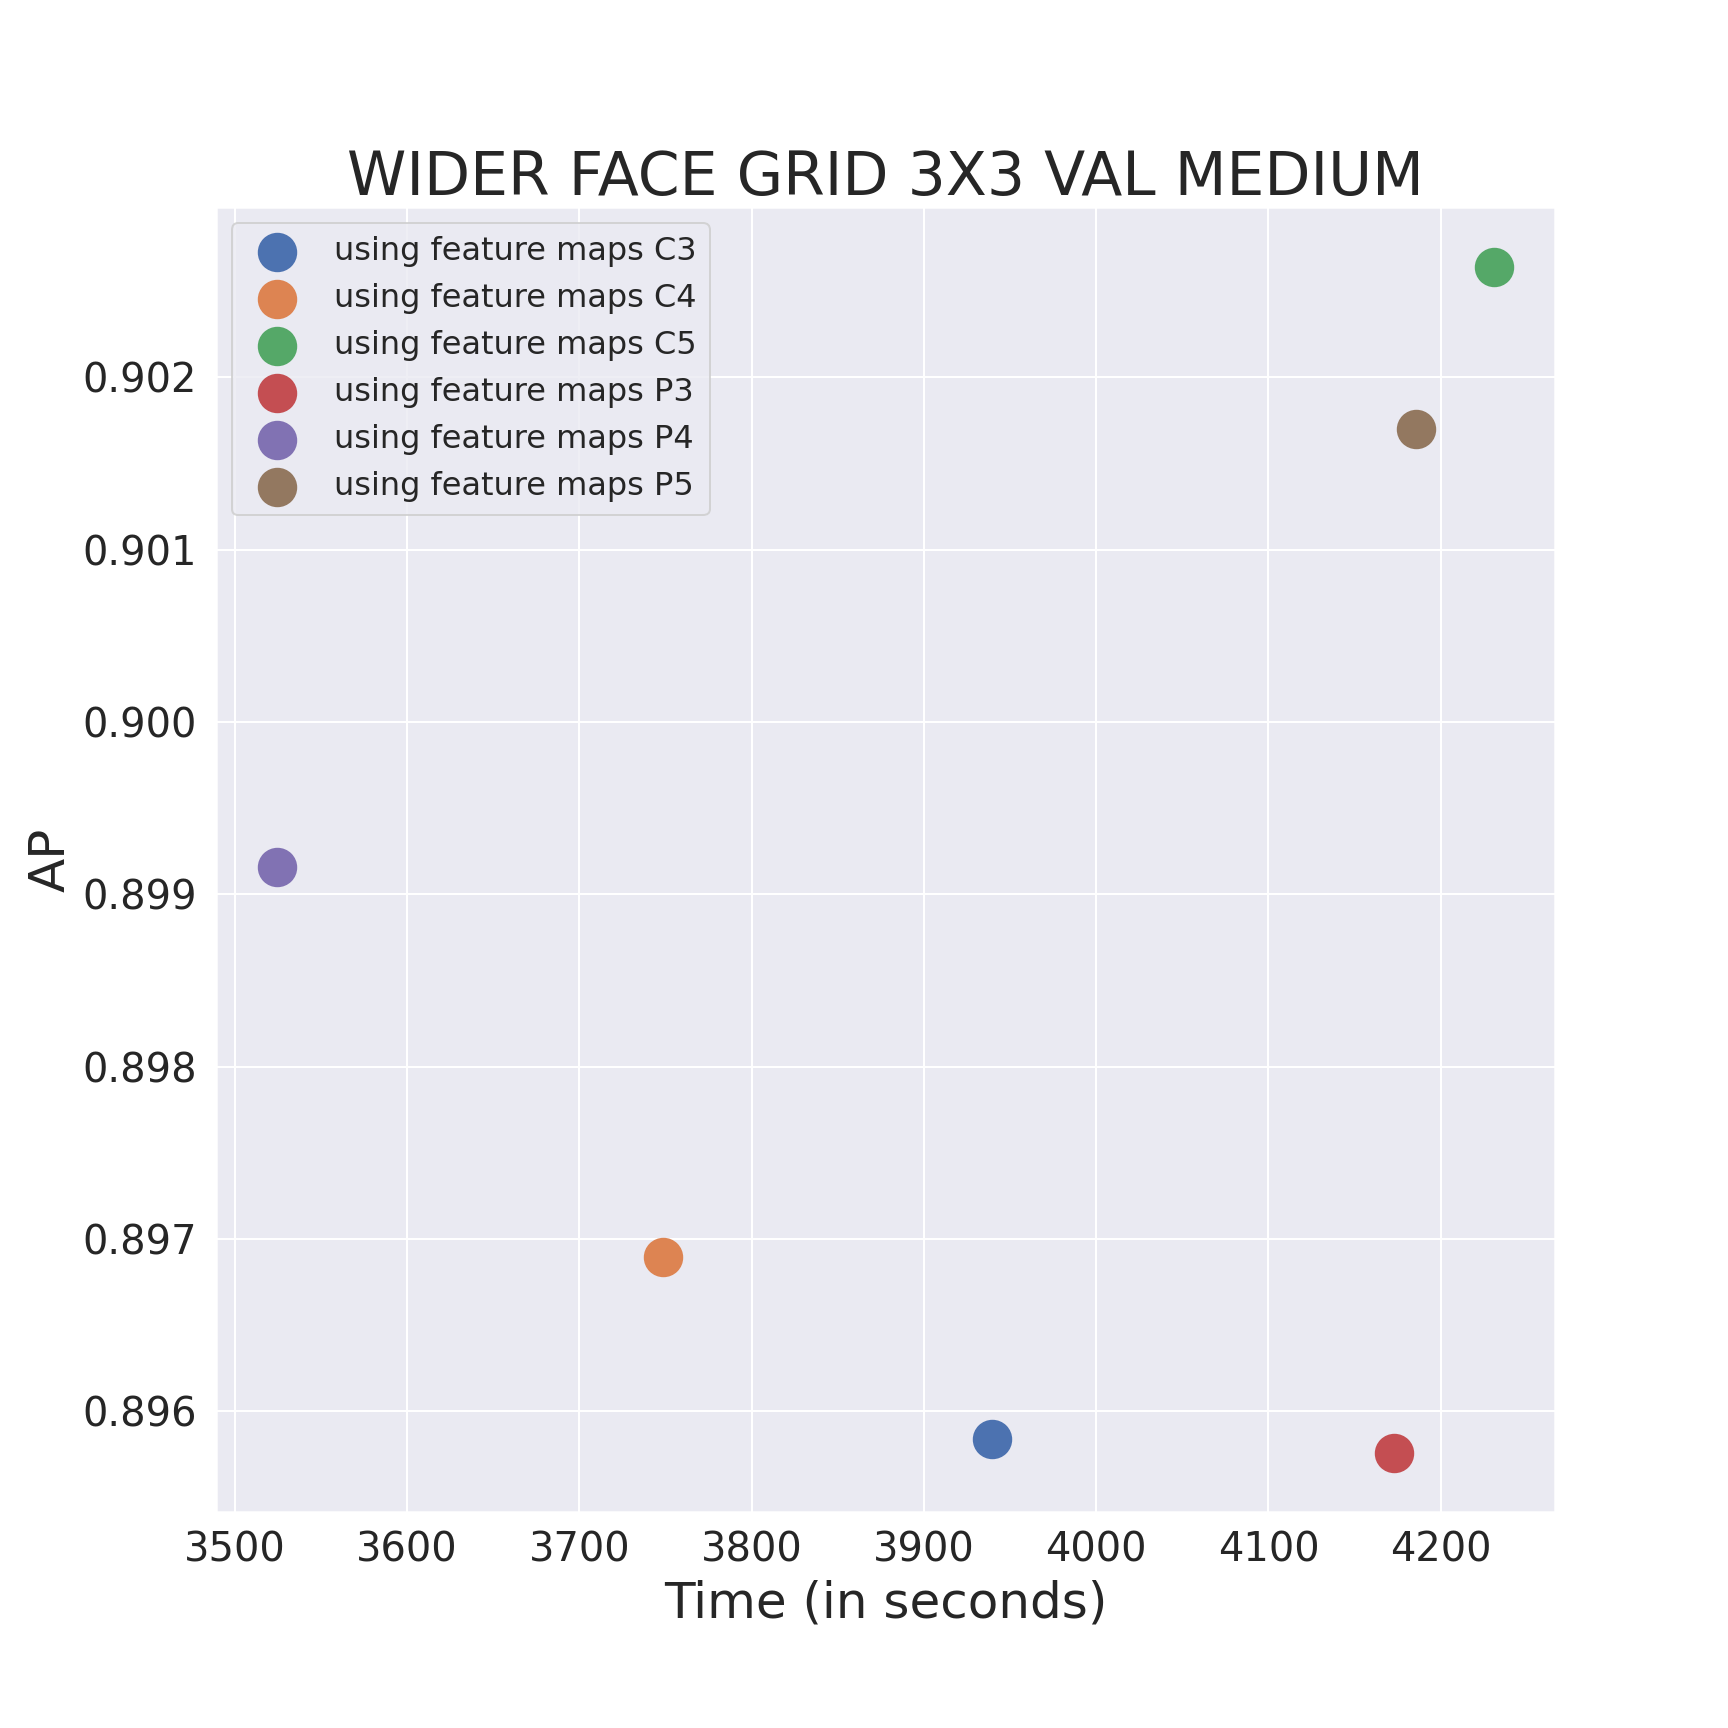 WIDER FACE GRID 3X3 VAL MEDIUM
using feature maps C3
using feature maps C4
using feature maps C5
using feature maps P3
using feature maps P4
using feature maps P5
0.902
0.901
0.900
0.899
0.898
0.897
0.896
AP
3500 3600 3700 3800 3900 4000 4100 4200
Time (in seconds)